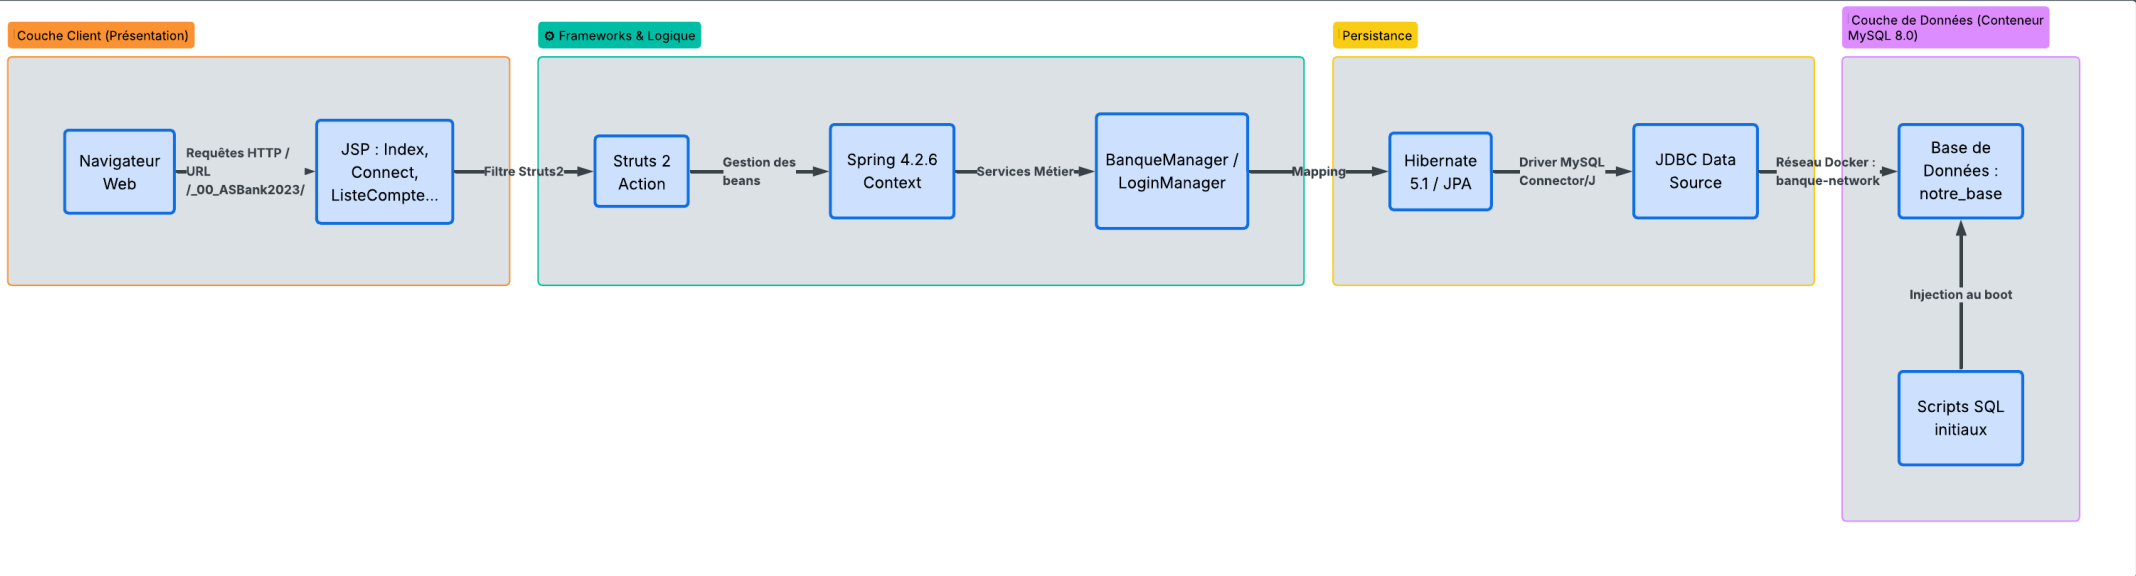 Couche Client (Présentation)
Navigateur
Web
Requêtes HTTP /
URL
/_00_ASBank2023/
JSP : Index,
Connect,
ListeCompte...
Filtre Struts2
⚙ Frameworks & Logique
Struts 2
Action
Gestion des
beans
Spring 4.2.6
Context
Services Métier
BanqueManager /
LoginManager
Mapping
Persistance
Hibernate
5.1 / JPA
Driver MySQL
Connector/J
JDBC Data
Source
Réseau Docker :
banque-network
Couche de Données (Conteneur
MySQL 8.0)
Base de
Données :
notre_base
Injection au boot
Scripts SQL
initiaux